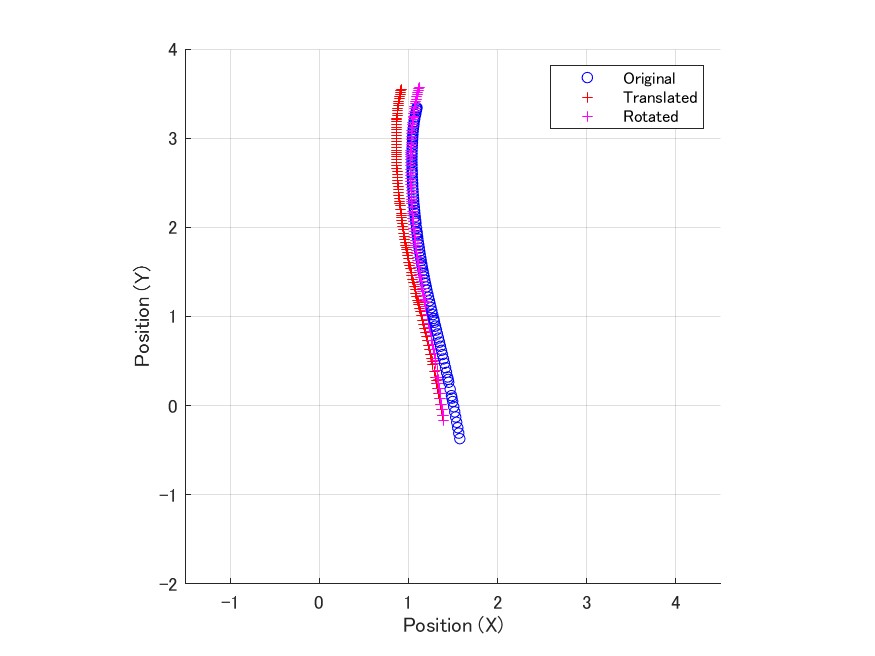 4
3
2
1
0
−1
−2
Position (Y)
Original
Translated
Rotated
−1 0 1 2 3 4
Position (X)